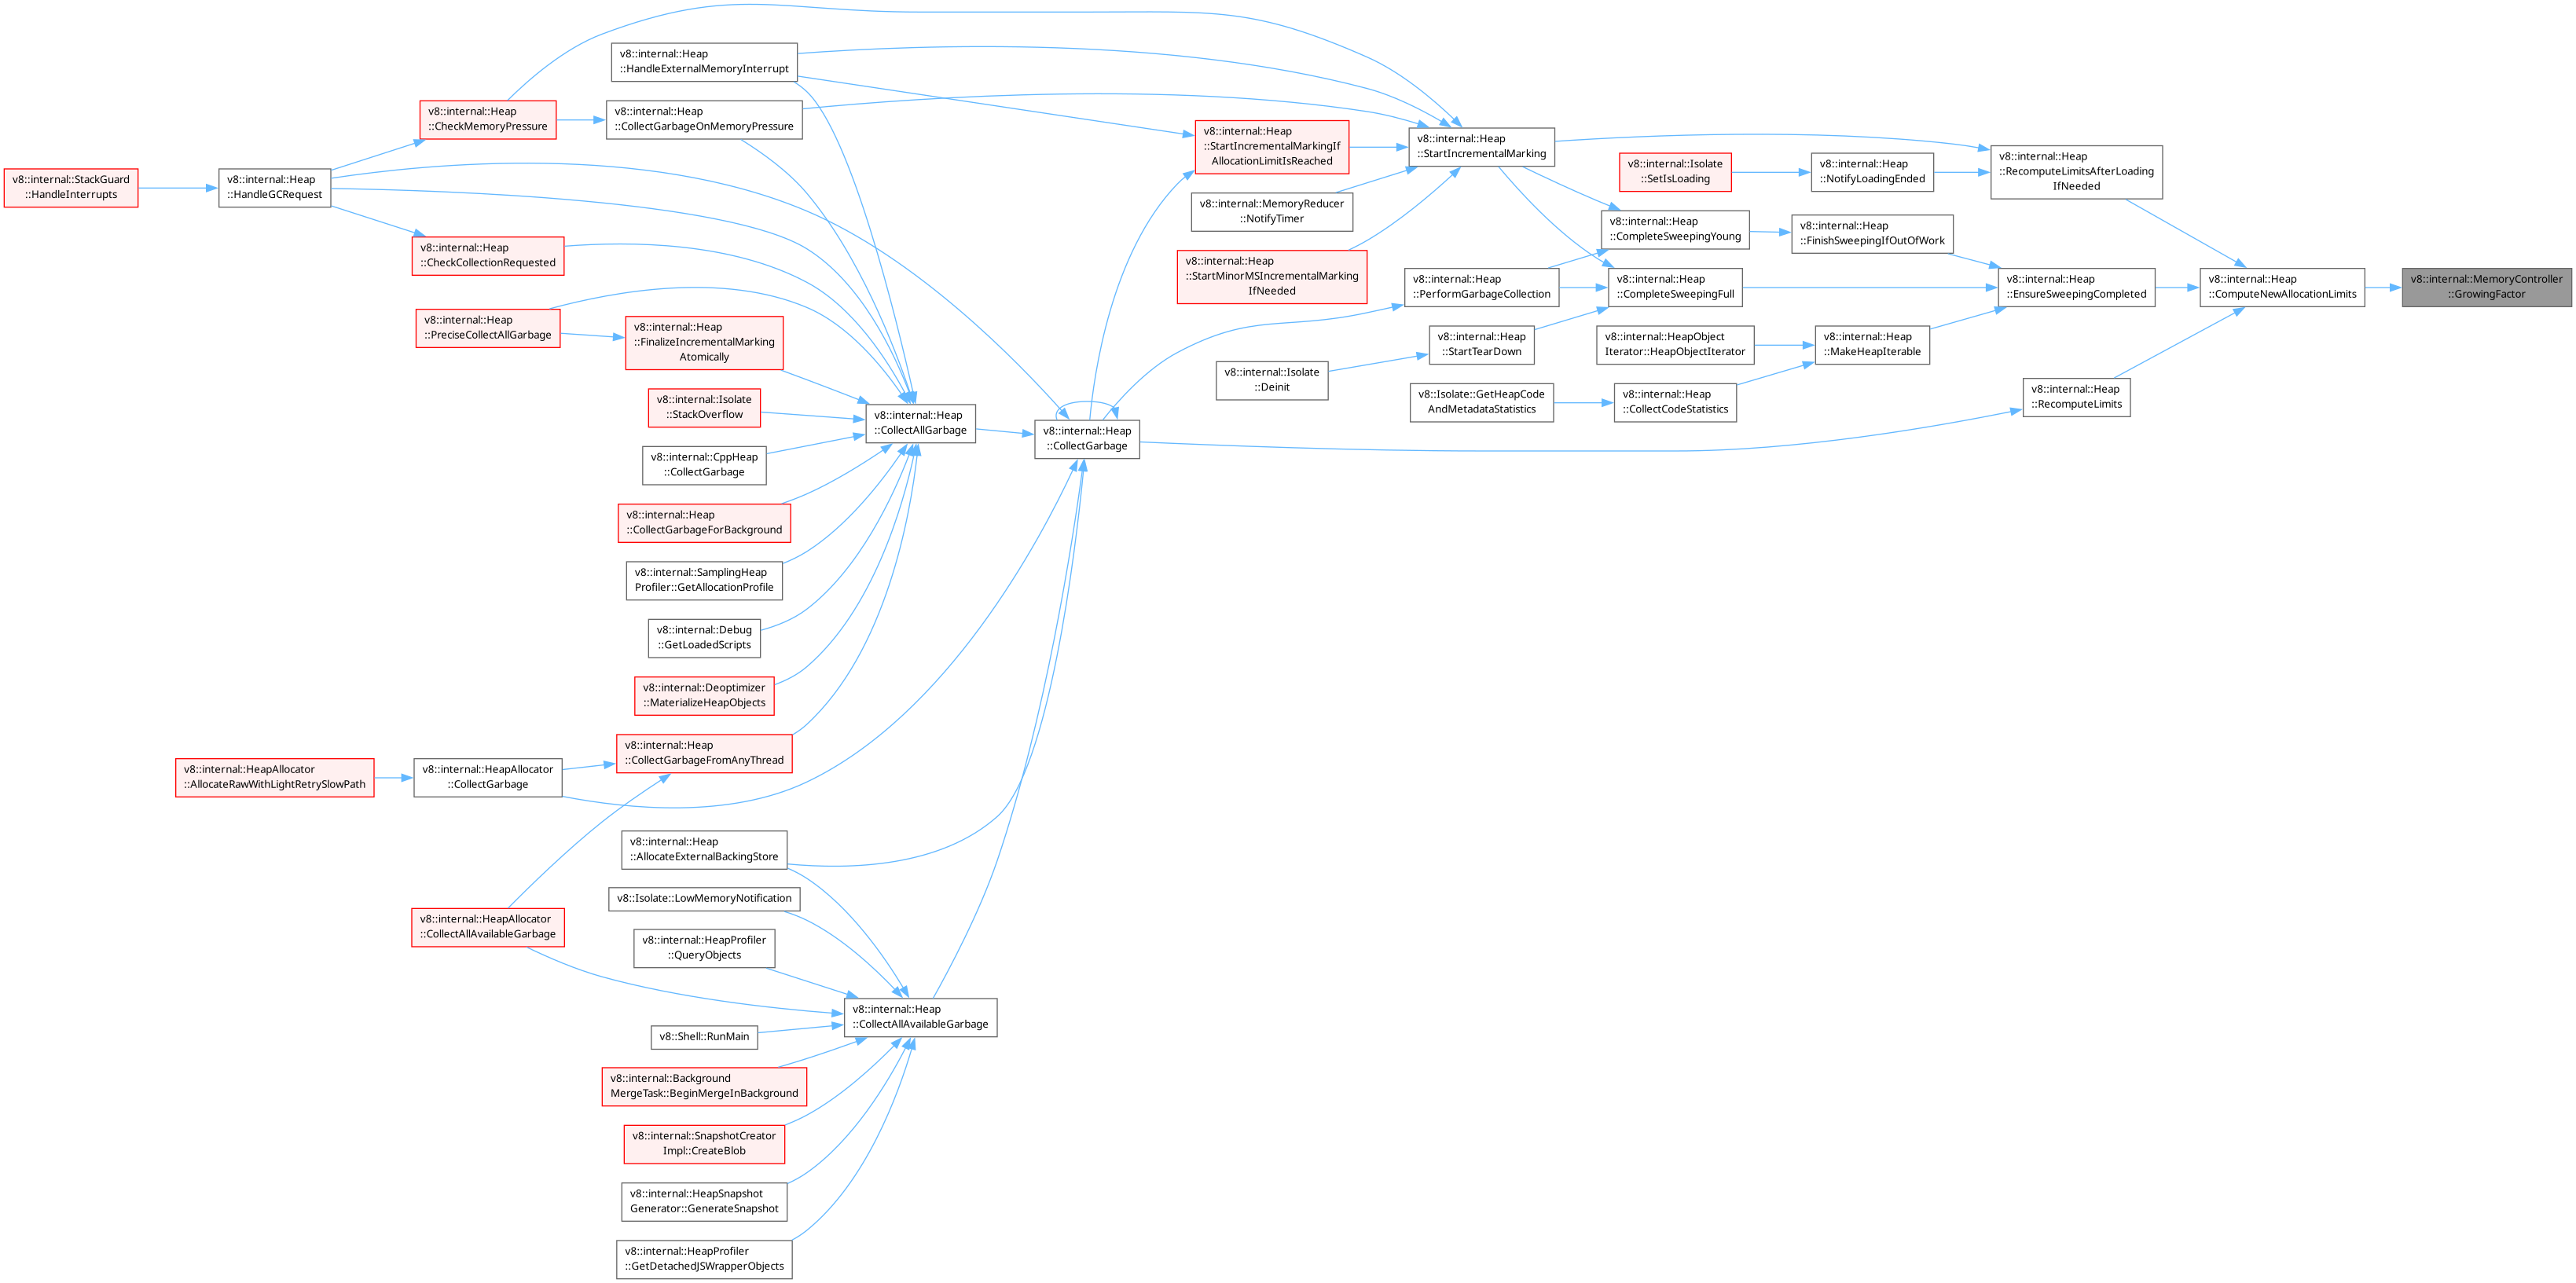 v8::internal::Heap
::HandleExternalMemoryInterrupt
v8::internal::Heap
::CheckMemoryPressure
v8::internal::Heap
::CollectGarbageOnMemoryPressure
v8::internal::Heap
::StartIncrementalMarkingIf
AllocationLimitIsReached
v8::internal::Heap
::StartIncrementalMarking
v8::internal::Isolate
::SetIsLoading
v8::internal::Heap
::NotifyLoadingEnded
v8::internal::Heap
::RecomputeLimitsAfterLoading
IfNeeded
v8::internal::StackGuard
::HandleInterrupts
v8::internal::Heap
::HandleGCRequest
v8::internal::MemoryReducer
::NotifyTimer
v8::internal::Heap
::CompleteSweepingYoung
v8::internal::Heap
::FinishSweepingIfOutOfWork
v8::internal::Heap
::CheckCollectionRequested
v8::internal::Heap
::StartMinorMSIncrementalMarking
IfNeeded
v8::internal::Heap
::PerformGarbageCollection
v8::internal::Heap
::CompleteSweepingFull
v8::internal::Heap
::EnsureSweepingCompleted
v8::internal::Heap
::ComputeNewAllocationLimits
v8::internal::MemoryController
::GrowingFactor
v8::internal::Heap
::PreciseCollectAllGarbage
v8::internal::Heap
::FinalizeIncrementalMarking
Atomically
v8::internal::Heap
::StartTearDown
v8::internal::HeapObject
Iterator::HeapObjectIterator
v8::internal::Heap
::MakeHeapIterable
v8::internal::Isolate
::Deinit
v8::internal::Isolate
::StackOverflow
v8::internal::Heap
::CollectAllGarbage
v8::internal::Heap
::CollectGarbage
v8::Isolate::GetHeapCode
AndMetadataStatistics
v8::internal::Heap
::CollectCodeStatistics
v8::internal::Heap
::RecomputeLimits
v8::internal::CppHeap
::CollectGarbage
v8::internal::Heap
::CollectGarbageForBackground
v8::internal::SamplingHeap
Profiler::GetAllocationProfile
v8::internal::Debug
::GetLoadedScripts
v8::internal::Deoptimizer
::MaterializeHeapObjects
v8::internal::Heap
::CollectGarbageFromAnyThread
v8::internal::HeapAllocator
::AllocateRawWithLightRetrySlowPath
v8::internal::HeapAllocator
::CollectGarbage
v8::internal::Heap
::AllocateExternalBackingStore
v8::Isolate::LowMemoryNotification
v8::internal::HeapAllocator
::CollectAllAvailableGarbage
v8::internal::HeapProfiler
::QueryObjects
v8::internal::Heap
::CollectAllAvailableGarbage
v8::Shell::RunMain
v8::internal::Background
MergeTask::BeginMergeInBackground
v8::internal::SnapshotCreator
Impl::CreateBlob
v8::internal::HeapSnapshot
Generator::GenerateSnapshot
v8::internal::HeapProfiler
::GetDetachedJSWrapperObjects